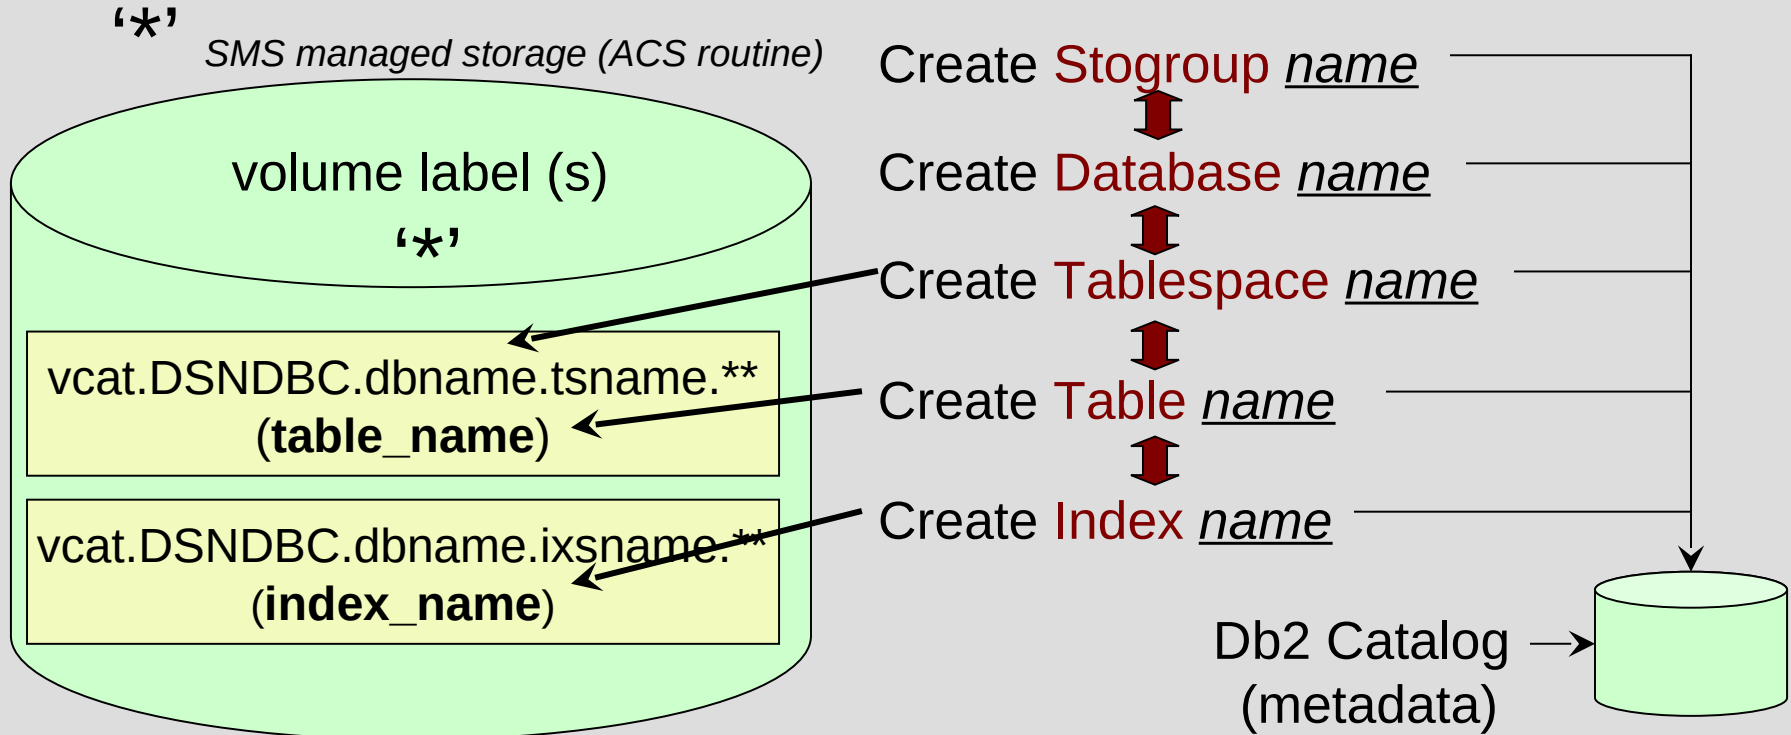 ‘*’ SMS managed storage (ACS routine)
volume label (s)
‘*’
vcat.DSNDBC.dbname.tsname.**
(table_name)
vcat.DSNDBC.dbname.ixsname.**
(index_name)
Create Stogroup name
Create Database name
Create Tablespace name
Create Table name
Create Index name
Db2 Catalog
(metadata)